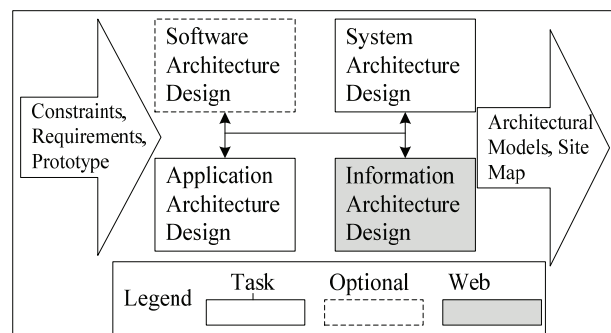 Constraints,
Requirements,
Prototype
Software
Architecture
Design
System
Architecture
Design
Application
Architecture
Design
Information
Architecture
Design
Architectural
Models, Site
Map
Legend
Task
Optional
Web